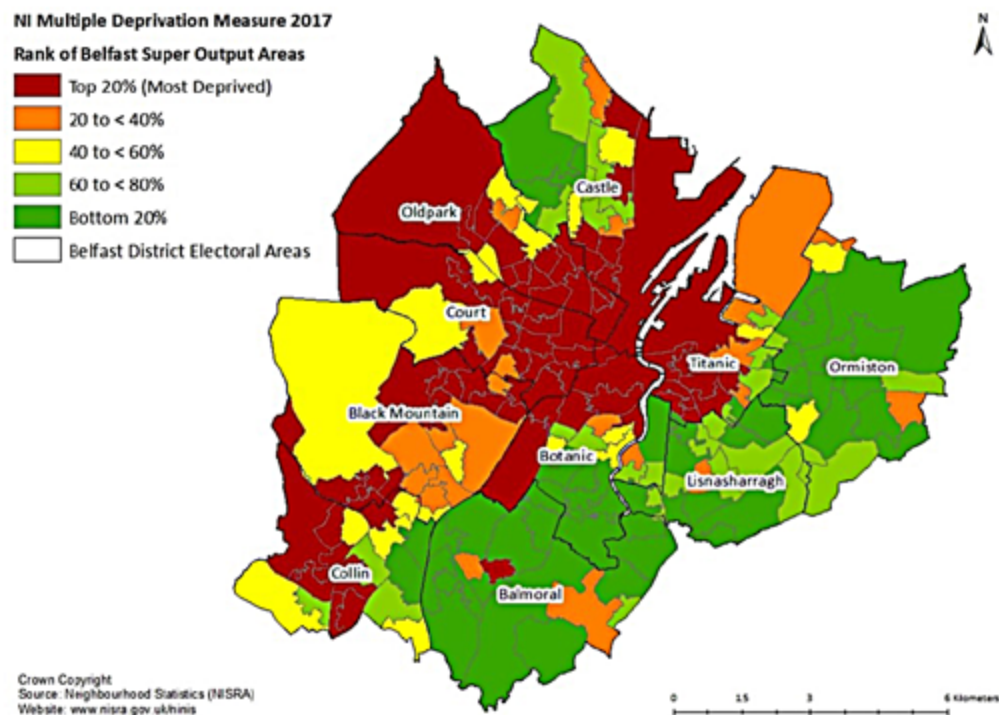 NI Multiple Deprivation Measure 2017
Rank of Belfast Super Output Areas
Top 20% (Most Deprived)
20 to < 40%
40 to < 60%
60 to < 80%
Bottom 20%
Belfast District Electoral Areas
N
Castle
Oldpark
Court
Titanic
Ormiston
Black Mountain
Botanic
Lisnasharragh
Collin
Balmoral
Crown Copyright
Source: Neighbourhood Statistics (NISRA)
Website: www.nisra.gov.uk/ninis
0 1.5 3 6 Kilometers